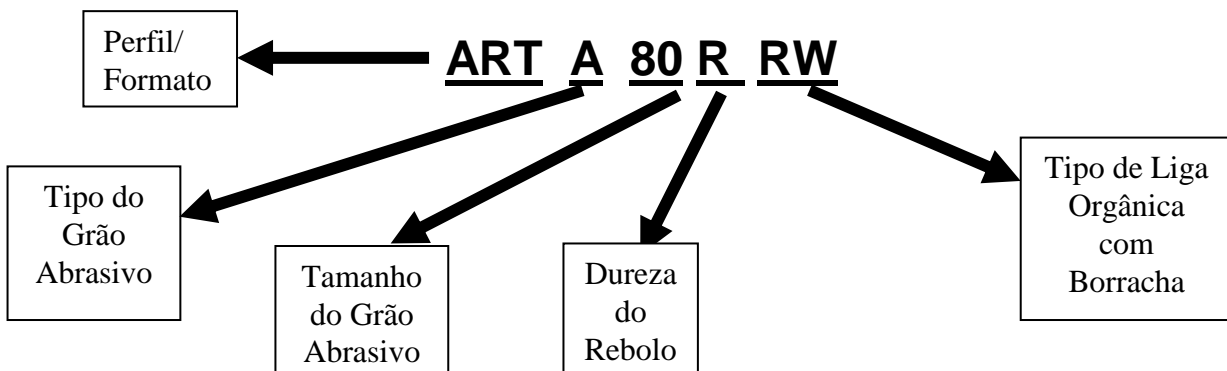 Perfil/
Formato
ART A 80 R RW
Tipo do
Grão
Abrasivo
Tamanho
do Grão
Abrasivo
Dureza
do
Rebolo
Tipo de Liga
Orgânica
com
Borracha